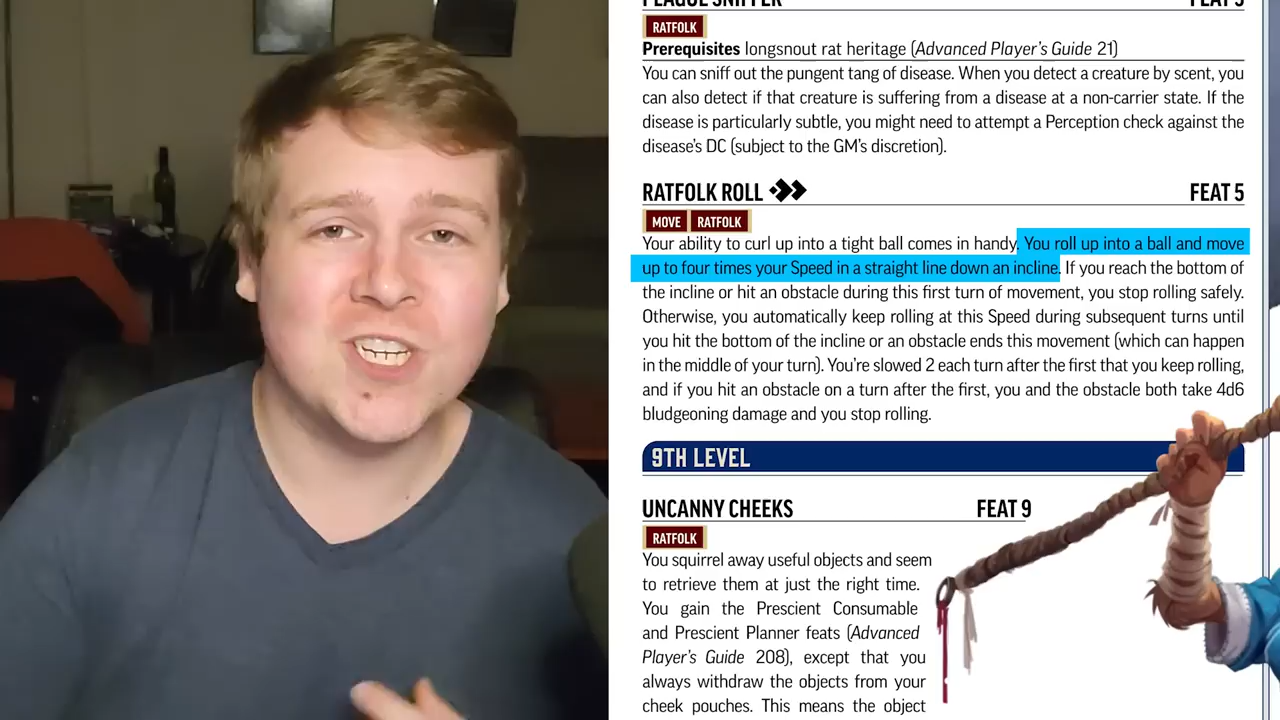 PLAGUE SNIFFER FEAT 5
RATFOLK
Prerequisites longsnout rat heritage (Advanced Player's Guide 21)
You can sniff out the pungent tang of disease. When you detect a creature by scent, you
can also detect if that creature is suffering from a disease at a non-carrier state. If the
disease is particularly subtle, you might need to attempt a Perception check against the
disease's DC (subject to the GM's discretion).
RATFOLK ROLL FEAT 5
MOVE RATFOLK
Your ability to curl up into a tight ball comes in handy. You roll up into a ball and move
up to four times your Speed in a straight line down an incline. If you reach the bottom of
the incline or hit an obstacle during this first turn of movement, you stop rolling safely.
Otherwise, you automatically keep rolling at this Speed during subsequent turns until
you hit the bottom of the incline or an obstacle ends this movement (which can happen
in the middle of your turn). You're slowed 2 each turn after the first that you keep rolling,
and if you hit an obstacle on a turn after the first, you and the obstacle both take 4d6
bludgeoning damage and you stop rolling.
9TH LEVEL
UNCANNY CHEEKS FEAT 9
RATFOLK
You squirrel away useful objects and seem
to retrieve them at just the right time.
You gain the Prescient Consumable
and Prescient Planner feats (Advanced
Player's Guide 208), except that you
always withdraw the objects from your
cheek pouches. This means the object